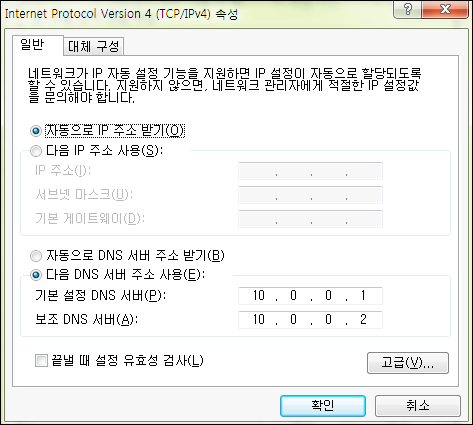 Internet Protocol Version 4 (TCP/IPv4) 속성
일반 대체 구성
네트워크가 IP 자동 설정 기능을 지원하면 IP 설정이 자동으로 할당되도록
할 수 있습니다. 지원하지 않으면, 네트워크 관리자에게 적절한 IP 설정값
을 문의해야 합니다.
자동으로 IP 주소 받기(O)
다음 IP 주소 사용(S):
IP 주소(I): . . .
서브넷 마스크(U): . . .
기본 게이트웨이(D): . . .
자동으로 DNS 서버 주소 받기(B)
다음 DNS 서버 주소 사용(E):
기본 설정 DNS 서버(P): 10 . 0 . 0 . 1
보조 DNS 서버(A): 10 . 0 . 0 . 2
끝낼 때 설정 유효성 검사(L)
고급(V)...
확인 취소